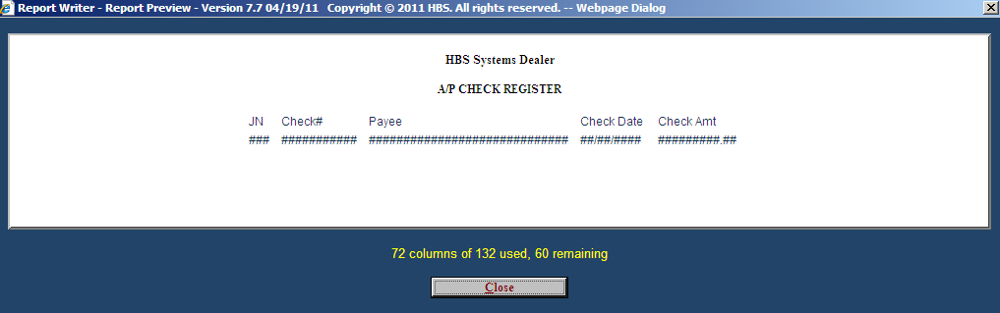 Report Writer - Report Preview - Version 7.7 04/19/11 Copyright © 2011 HBS. All rights reserved. -- Webpage Dialog
HBS Systems Dealer
A/P CHECK REGISTER
JN Check# Payee Check Date Check Amt
### ########### ############################# ##/##/#### #########.##
72 columns of 132 used, 60 remaining
Close